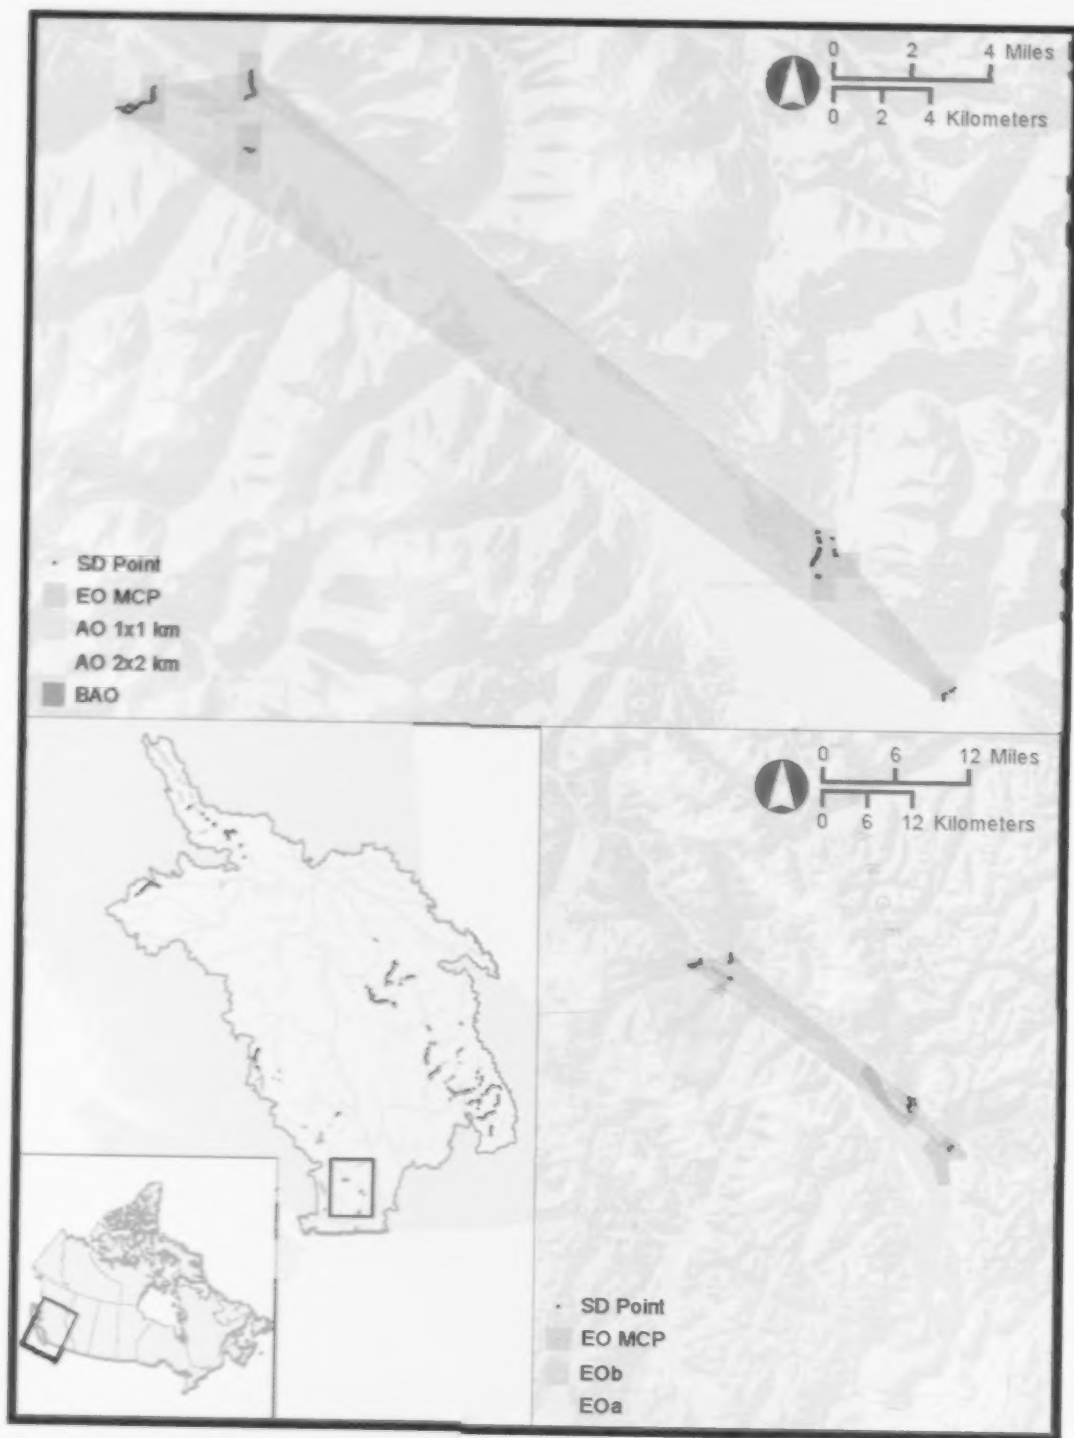 0 2 4 Miles
0 2 4 Kilometers
SD Point
EO MCP
AO 1x1 km
AO 2x2 km
BAO
0 6 12 Miles
0 6 12 Kilometers
SD Point
EO MCP
EOb
EOa